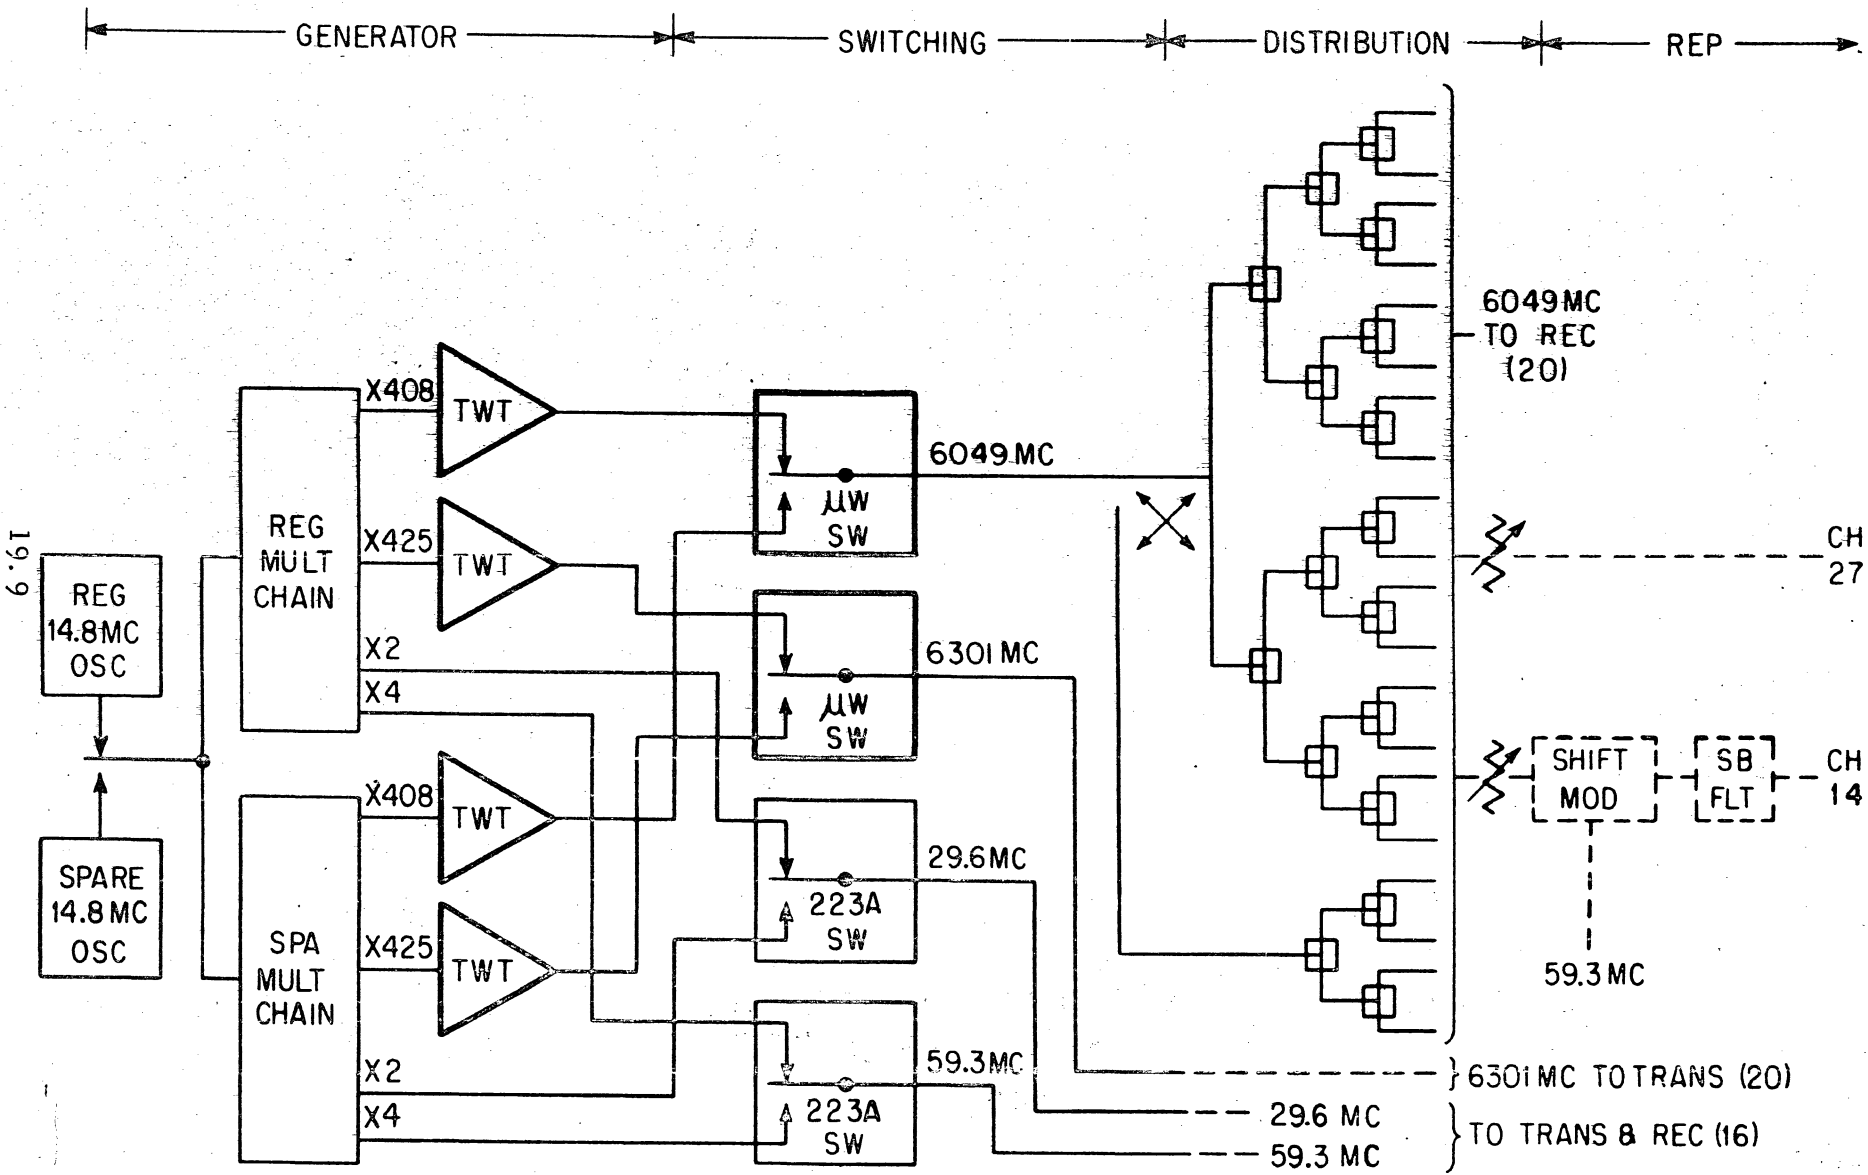 GENERATOR
SWITCHING
DISTRIBUTION
REP
6049 MC
TO REC
(20)
X408
TWT
REG
MULT
CHAIN
X425
TWT
X2
X4
REG
14.8MC
OSC
SPARE
14.8MC
OSC
SPA
MULT
CHAIN
X408
TWT
X425
TWT
X2
X4
μW
SW
6049 MC
μW
SW
6301 MC
223A
SW
29.6 MC
223A
SW
59.3 MC
CH
27
SHIFT
MOD
SB
FLT
CH
14
59.3 MC
6301 MC TO TRANS (20)
29.6 MC
59.3 MC
TO TRANS & REC (16)
19.9